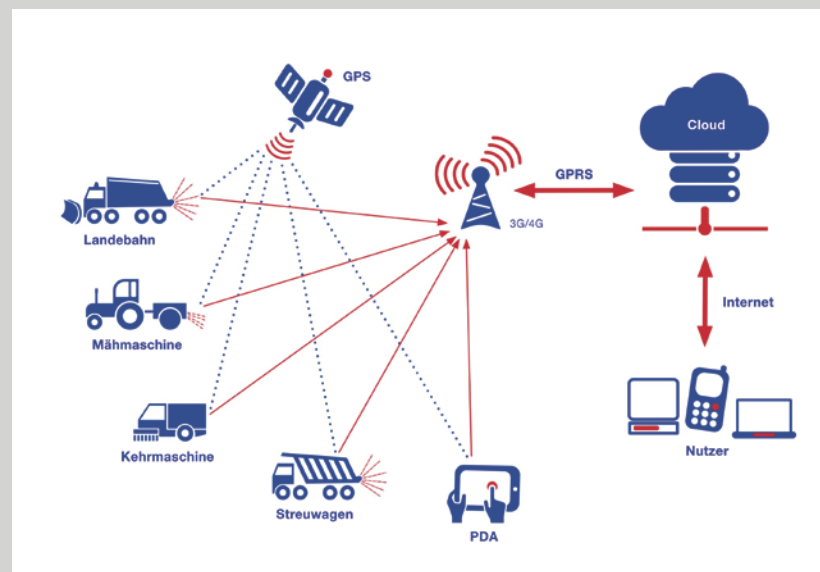 GPS
Cloud
GPRS
3G/4G
Landebahn
Internet
Mähmaschine
Kehrmaschine
Nutzer
Streuwagen
PDA